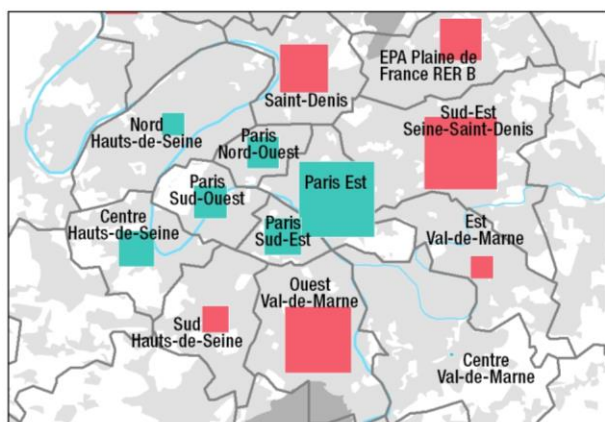 EPA Plaine de
France RER B
Saint-Denis
Sud-Est
Seine-Saint-Denis
Nord
Hauts-de-Seine
Paris
Nord-Ouest
Paris
Sud-Ouest
Paris Est
Centre
Hauts-de-Seine
Paris
Sud-Est
Est
Val-de-Marne
Ouest
Val-de-Marne
Sud
Hauts-de-Seine
Centre
Val-de-Marne